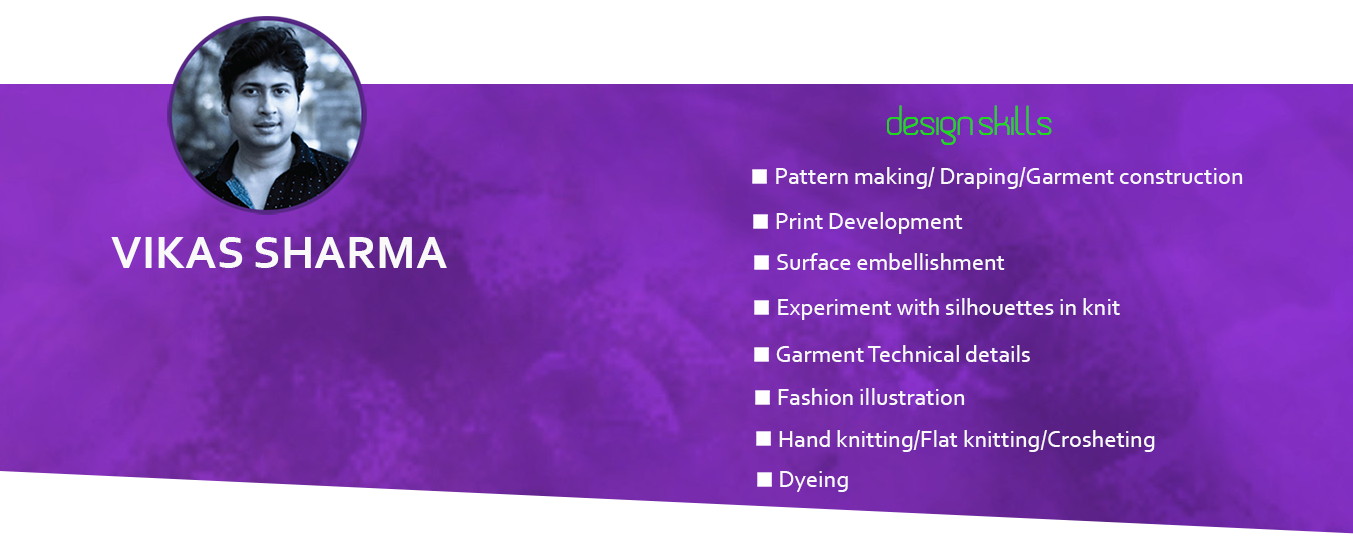 VIKAS SHARMA
design skills
Pattern making/ Draping/Garment construction
Print Development
Surface embellishment
Experiment with silhouettes in knit
Garment Technical details
Fashion illustration
Hand knitting/Flat knitting/Crosheting
Dyeing